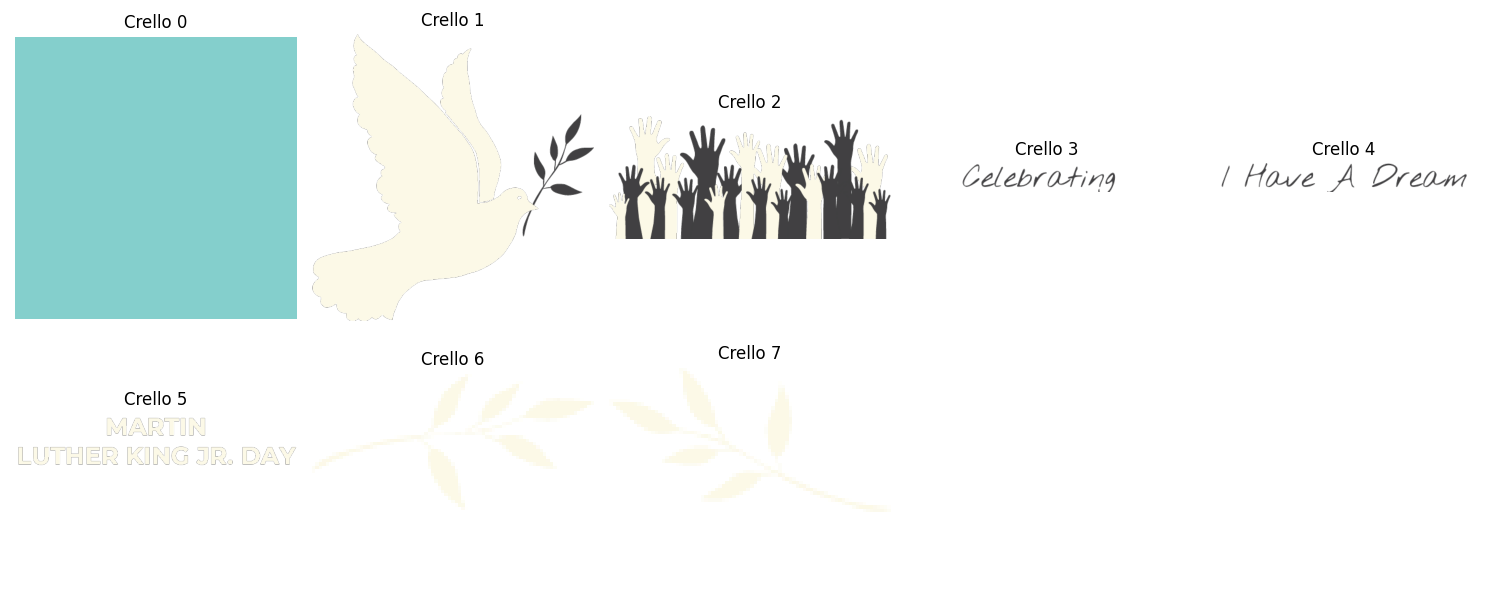 Crello 0
Crello 1
Crello 2
Crello 3
Celebrating
Crello 4
I Have A Dream
Crello 5
MARTIN
LUTHER KING JR. DAY
Crello 6
Crello 7